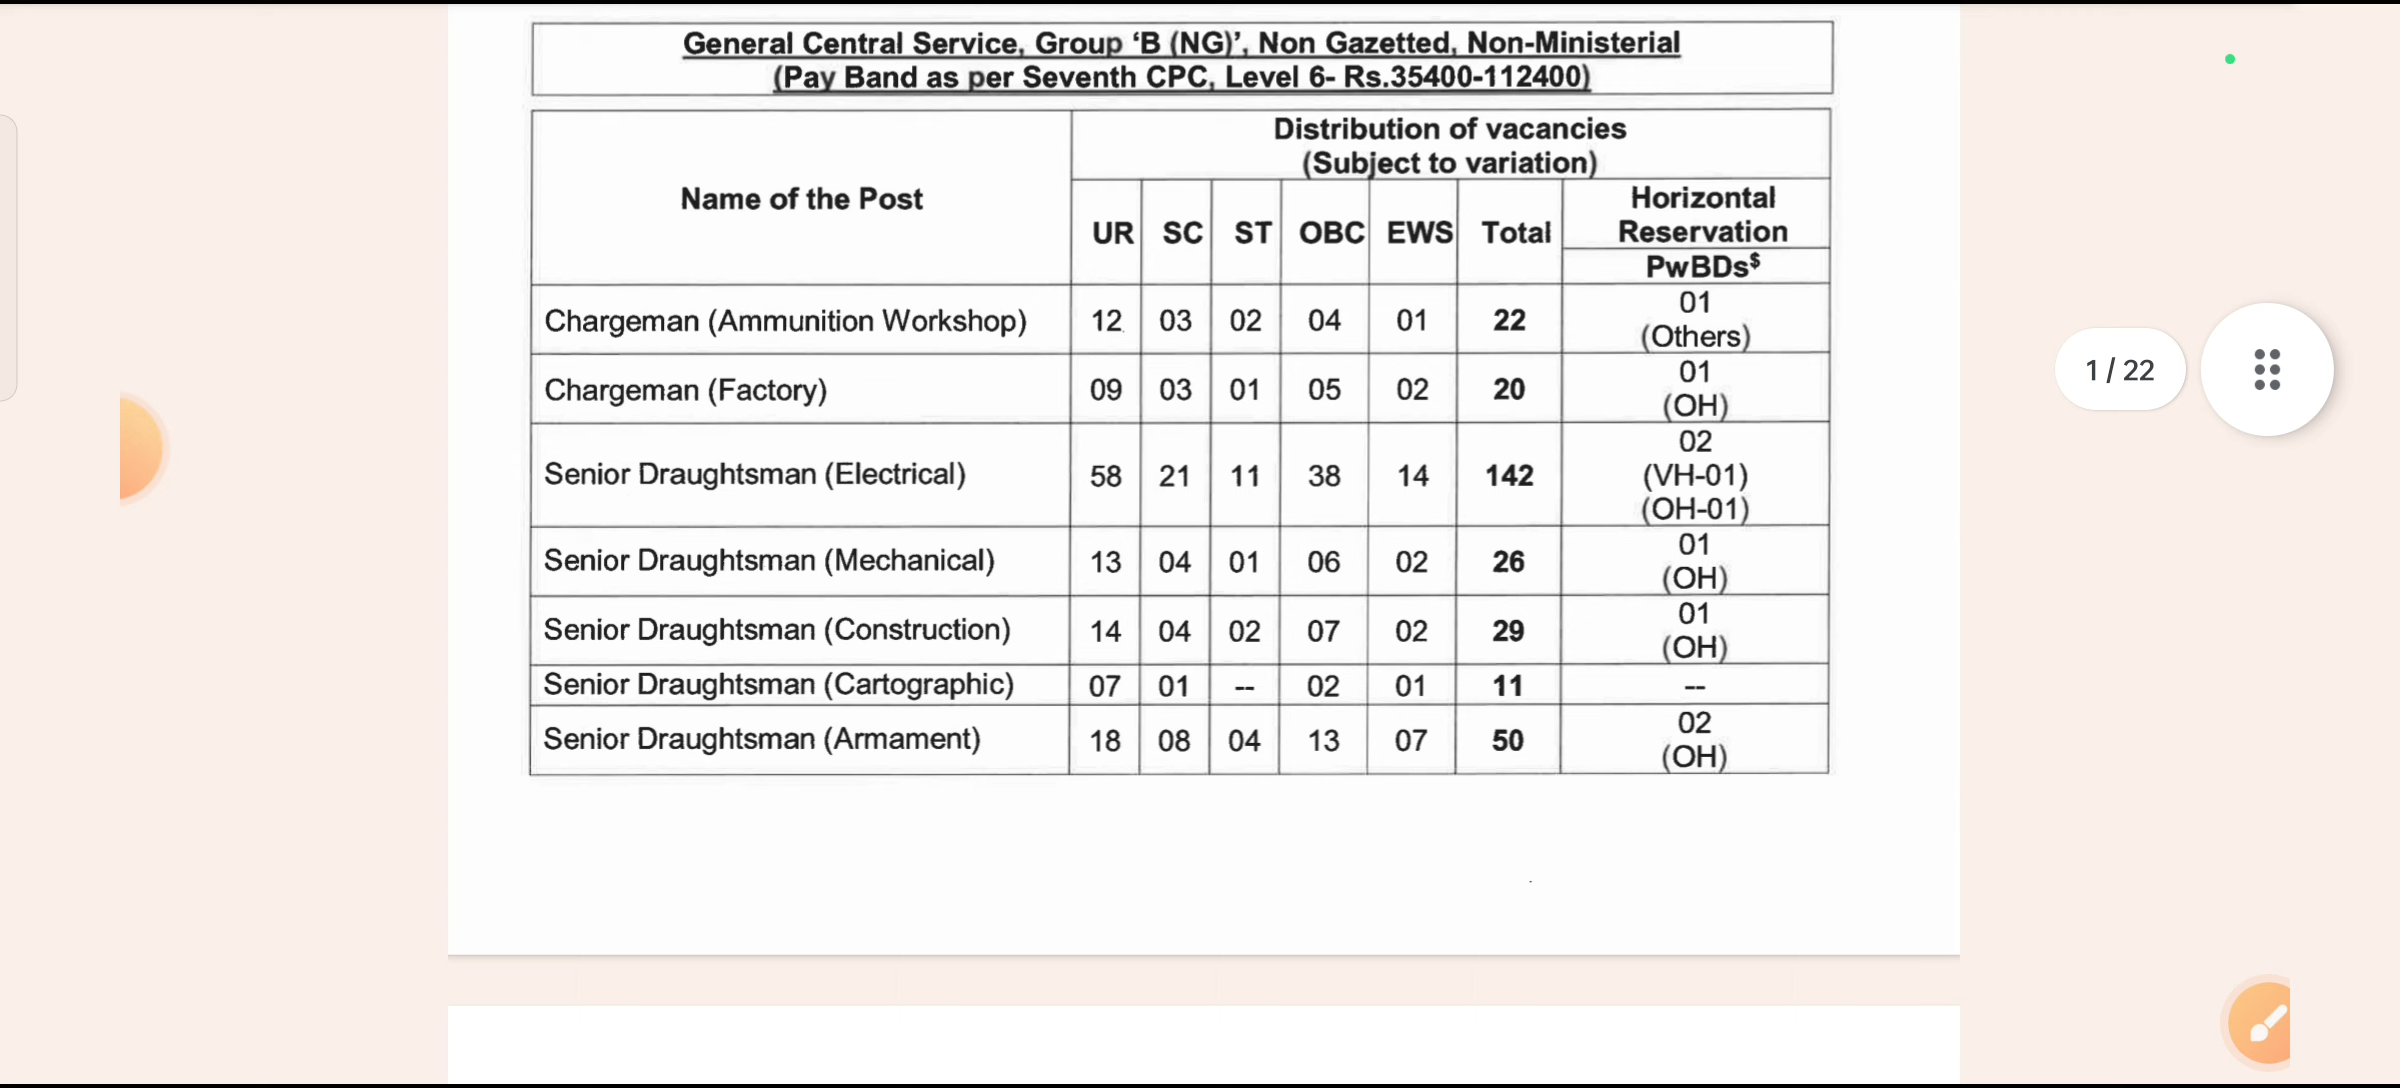 General Central Service, Group ‘B (NG)’, Non Gazetted, Non-Ministerial
(Pay Band as per Seventh CPC, Level 6- Rs.35400-112400)
Name of the Post
Distribution of vacancies
(Subject to variation)
UR SC ST OBC EWS Total
Horizontal
Reservation
PwBDs$
Chargeman (Ammunition Workshop) 12 03 02 04 01 22 01
(Others)
Chargeman (Factory) 09 03 01 05 02 20 01
(OH)
Senior Draughtsman (Electrical) 58 21 11 38 14 142 02
(VH-01)
(OH-01)
Senior Draughtsman (Mechanical) 13 04 01 06 02 26 01
(OH)
Senior Draughtsman (Construction) 14 04 02 07 02 29 01
(OH)
Senior Draughtsman (Cartographic) 07 01 -- 02 01 11 --
Senior Draughtsman (Armament) 18 08 04 13 07 50 02
(OH)
1 / 22